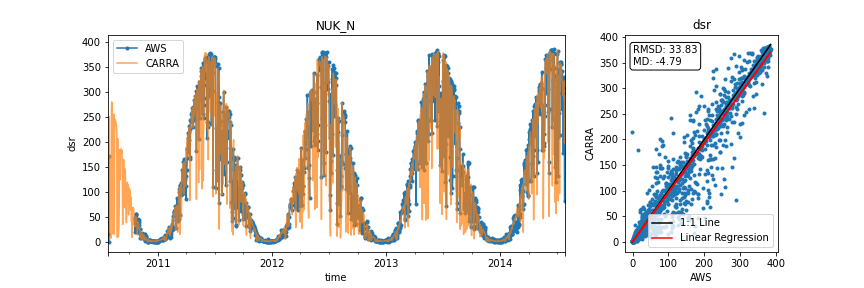 NUK_N
dsr
AWS
CARRA
400
350
300
250
200
150
100
50
0
dsr
2011
2012
2013
2014
time
dsr
RMSD: 33.83
MD: -4.79
400
350
300
250
200
150
100
50
0
CARRA
1:1 Line
Linear Regression
0
100
200
300
400
AWS